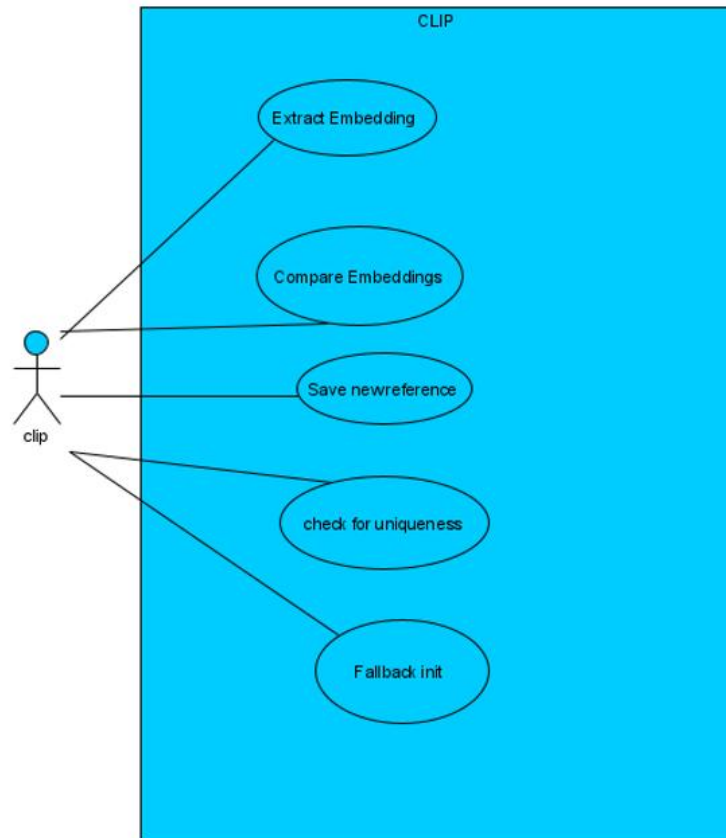 CLIP
Extract Embedding
Compare Embeddings
Save newreference
clip
check for uniqueness
Fallback init